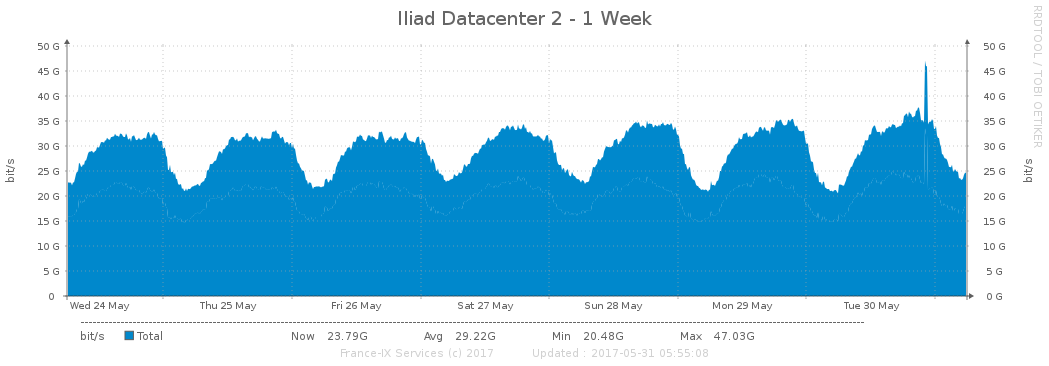 Iliad Datacenter 2 - 1 Week
RRDTOOL / TOBI OETIKER
50 G 50 G
45 G 45 G
40 G 40 G
35 G 35 G
30 G 30 G
25 G 25 G
20 G 20 G
15 G 15 G
10 G 10 G
5 G 5 G
0 0 G
bit/s bit/s
Wed 24 May Thu 25 May Fri 26 May Sat 27 May Sun 28 May Mon 29 May Tue 30 May
bit/s Total Now 23.79G Avg 29.22G Min 20.48G Max 47.03G
France-IX Services (c) 2017 Updated : 2017-05-31 05:55:08